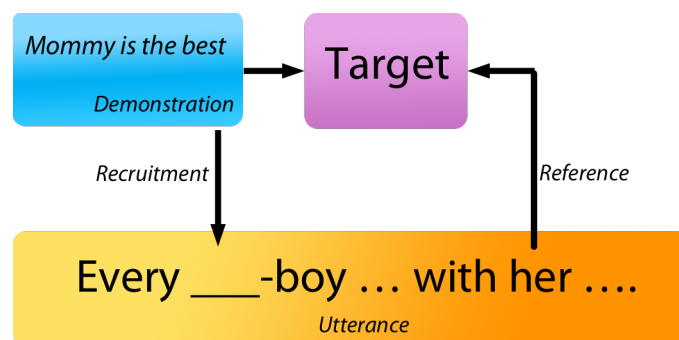 Mommy is the best
Demonstration
Target
Recruitment
Reference
Every ___-boy … with her ….
Utterance